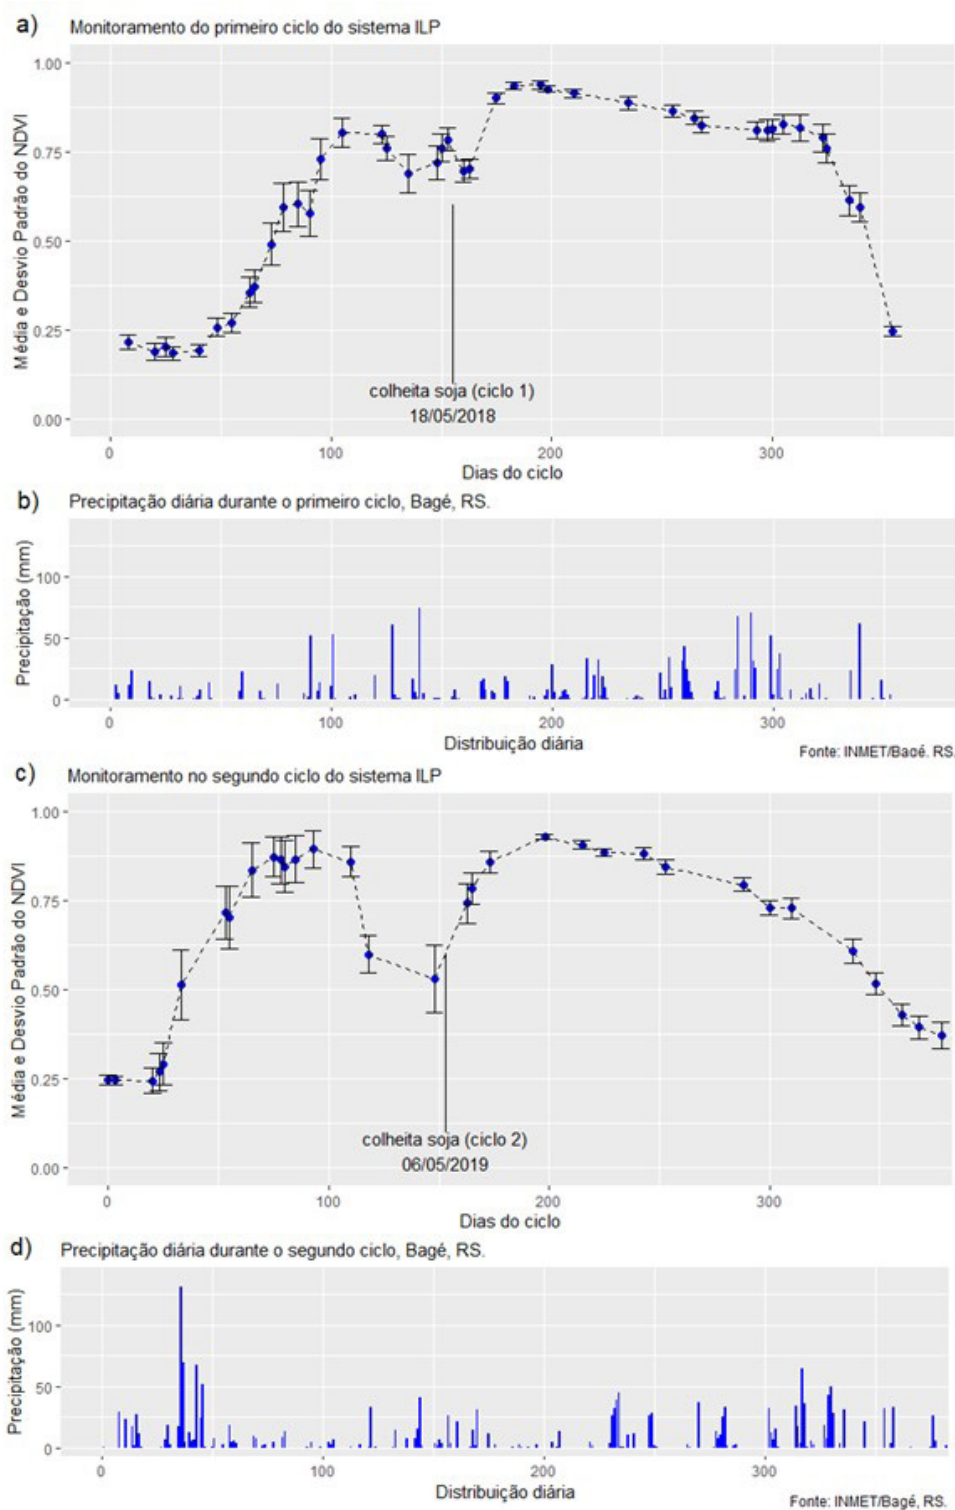 a) Monitoramento do primeiro ciclo do sistema ILP
Média e Desvio Padrão do NDVI
1.00
0.75
0.50
0.25
0.00
colheita soja (ciclo 1)
18/05/2018
0 100 200 300
Dias do ciclo
b) Precipitação diária durante o primeiro ciclo, Bagé, RS.
Precipitação (mm)
100
50
0
0 100 200 300
Distribuição diária
Fonte: INMET/Bagé, RS.
c) Monitoramento no segundo ciclo do sistema ILP
Média e Desvio Padrão do NDVI
1.00
0.75
0.50
0.25
0.00
colheita soja (ciclo 2)
06/05/2019
0 100 200 300
Dias do ciclo
d) Precipitação diária durante o segundo ciclo, Bagé, RS.
Precipitação (mm)
100
50
0
0 100 200 300
Distribuição diária
Fonte: INMET/Bagé, RS.